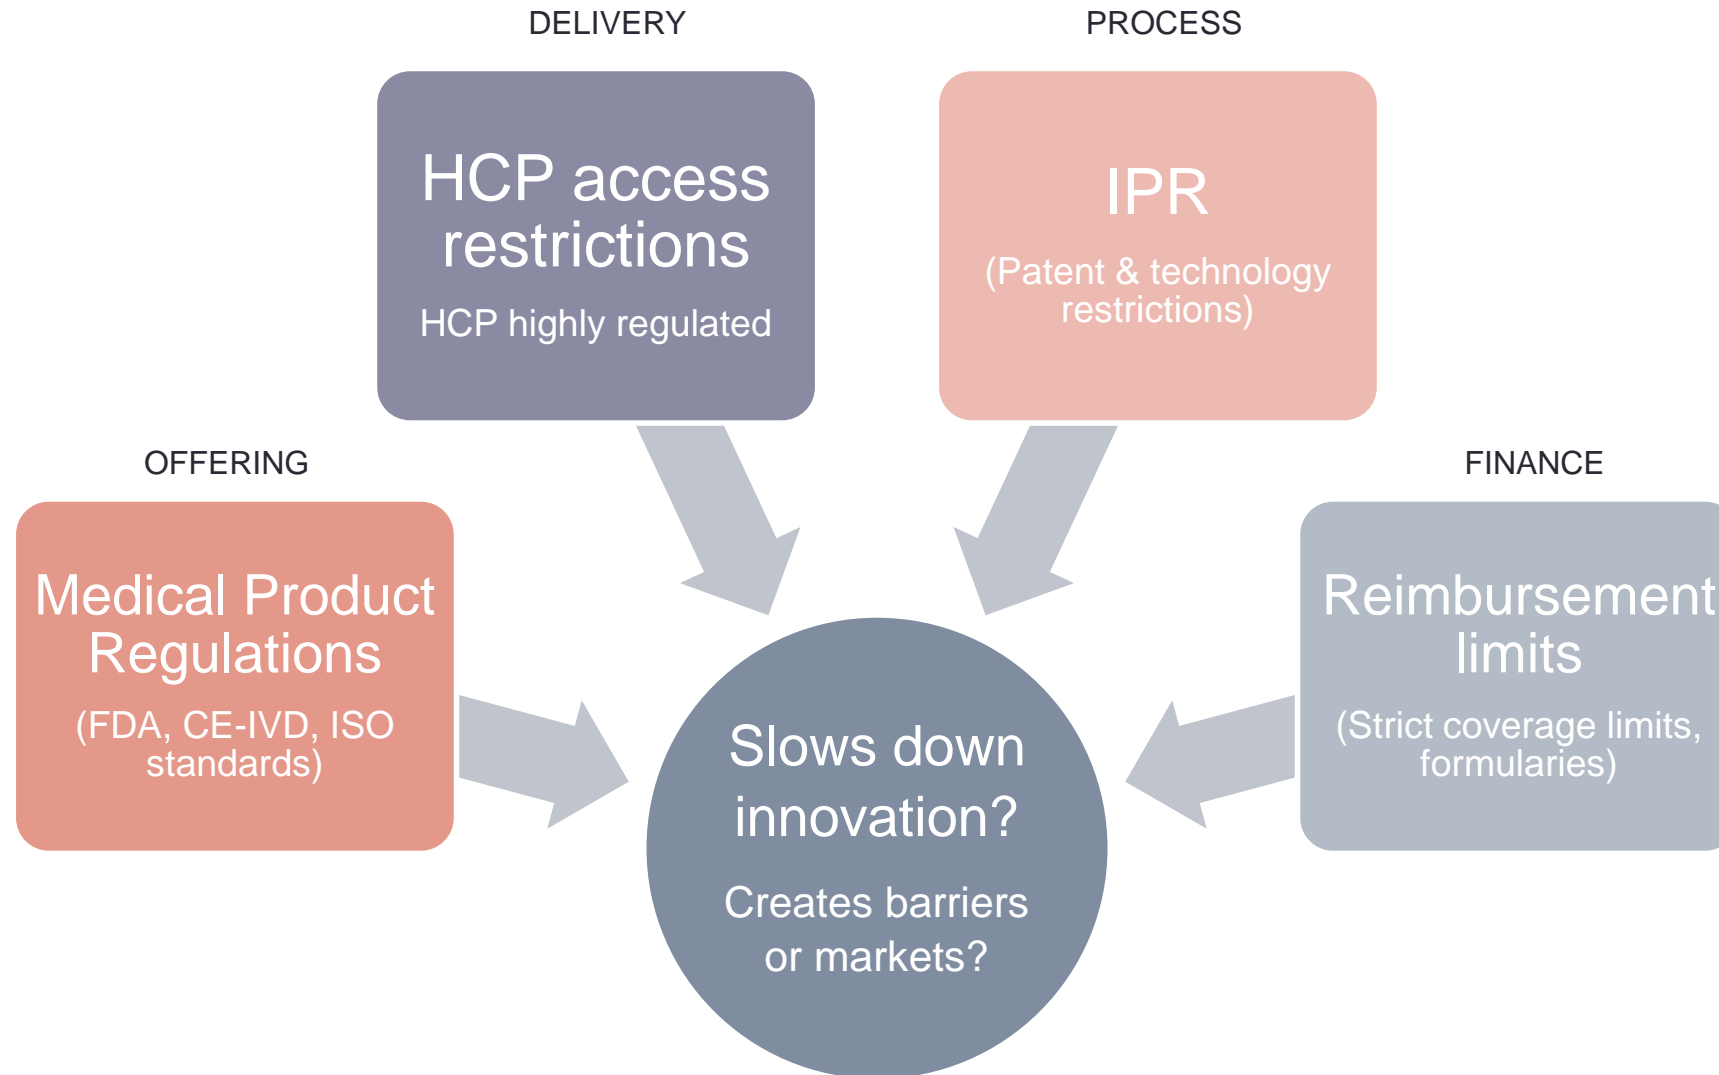 DELIVERY
PROCESS
HCP access
restrictions
HCP highly regulated
IPR
(Patent & technology
restrictions)
OFFERING
FINANCE
Medical Product
Regulations
(FDA, CE-IVD, ISO
standards)
Reimbursement
limits
(Strict coverage limits,
formularies)
Slows down
innovation?
Creates barriers
or markets?